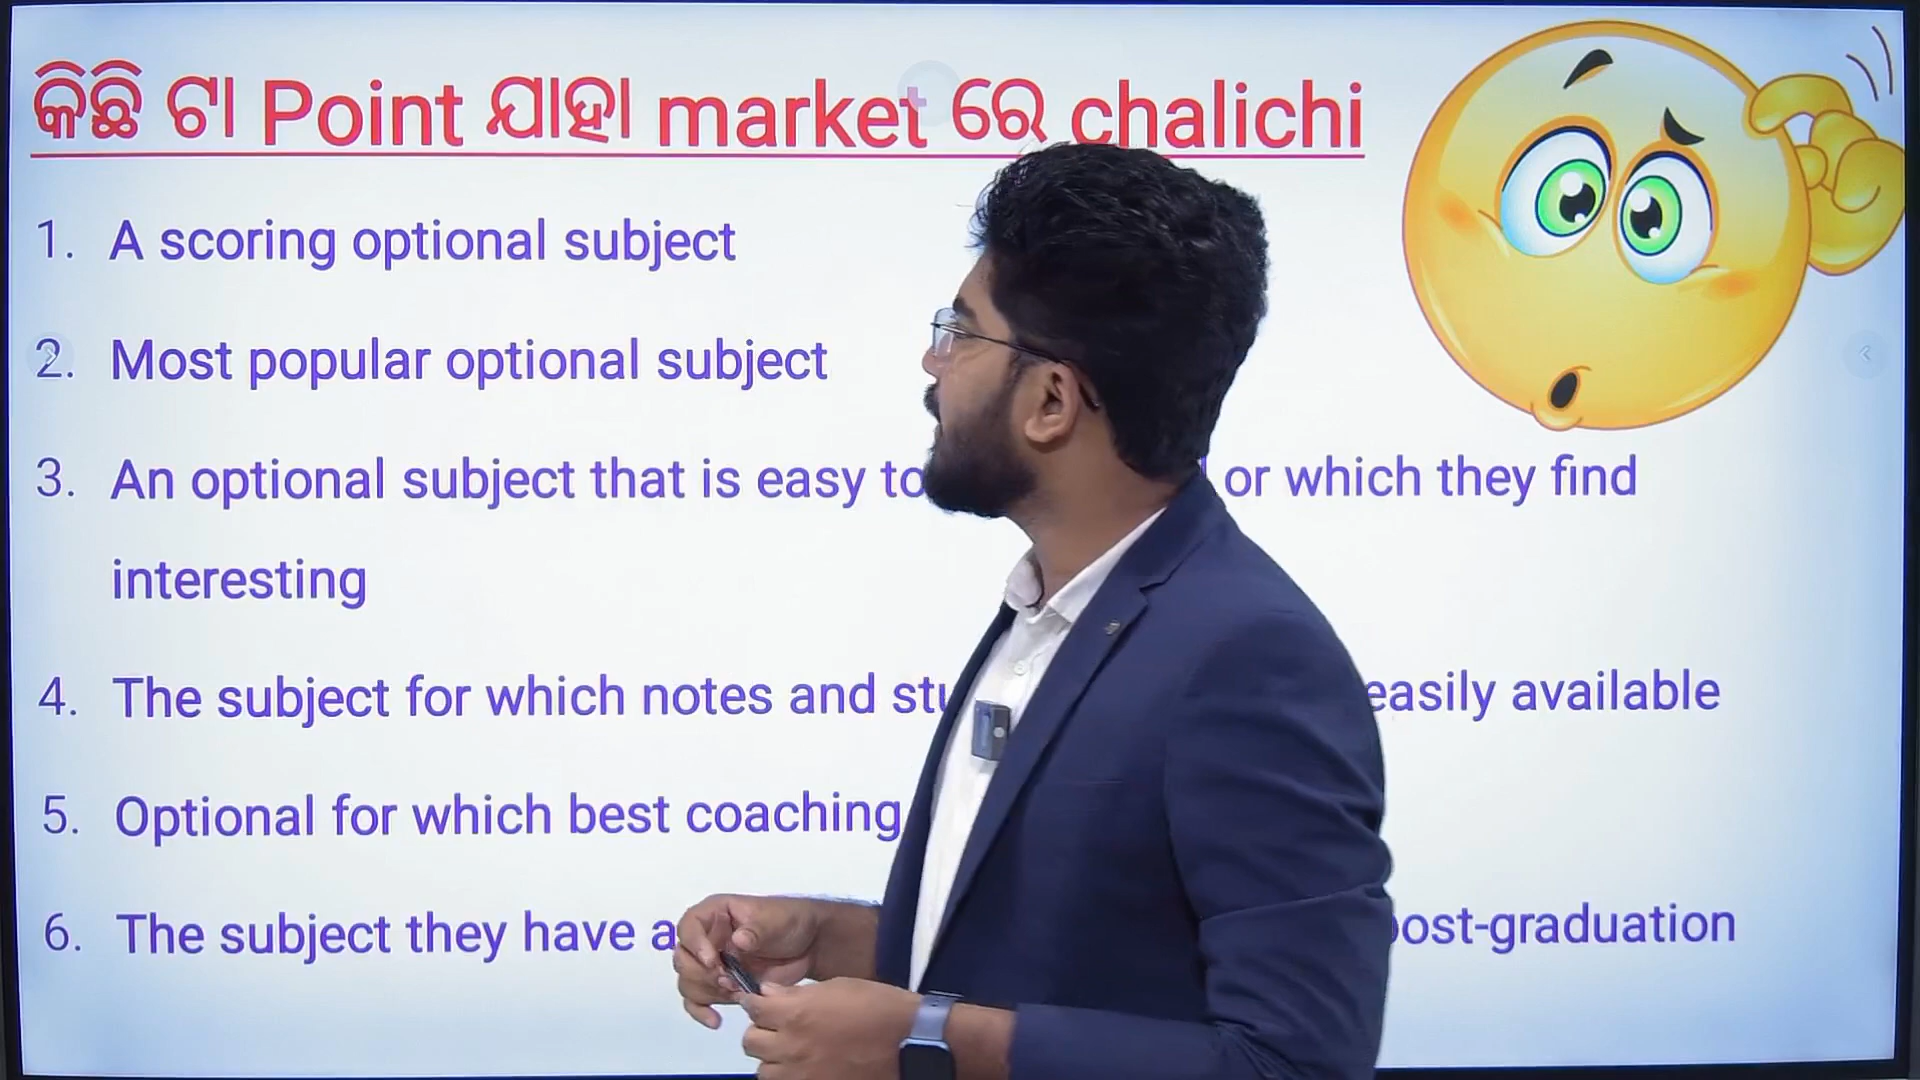 କିଛି ଟା Point ଯାହା market ରେ chalichi
1. A scoring optional subject
2. Most popular optional subject
3. An optional subject that is easy to or which they find
interesting
4. The subject for which notes and easily available
5. Optional for which best coaching
6. The subject they have post-graduation